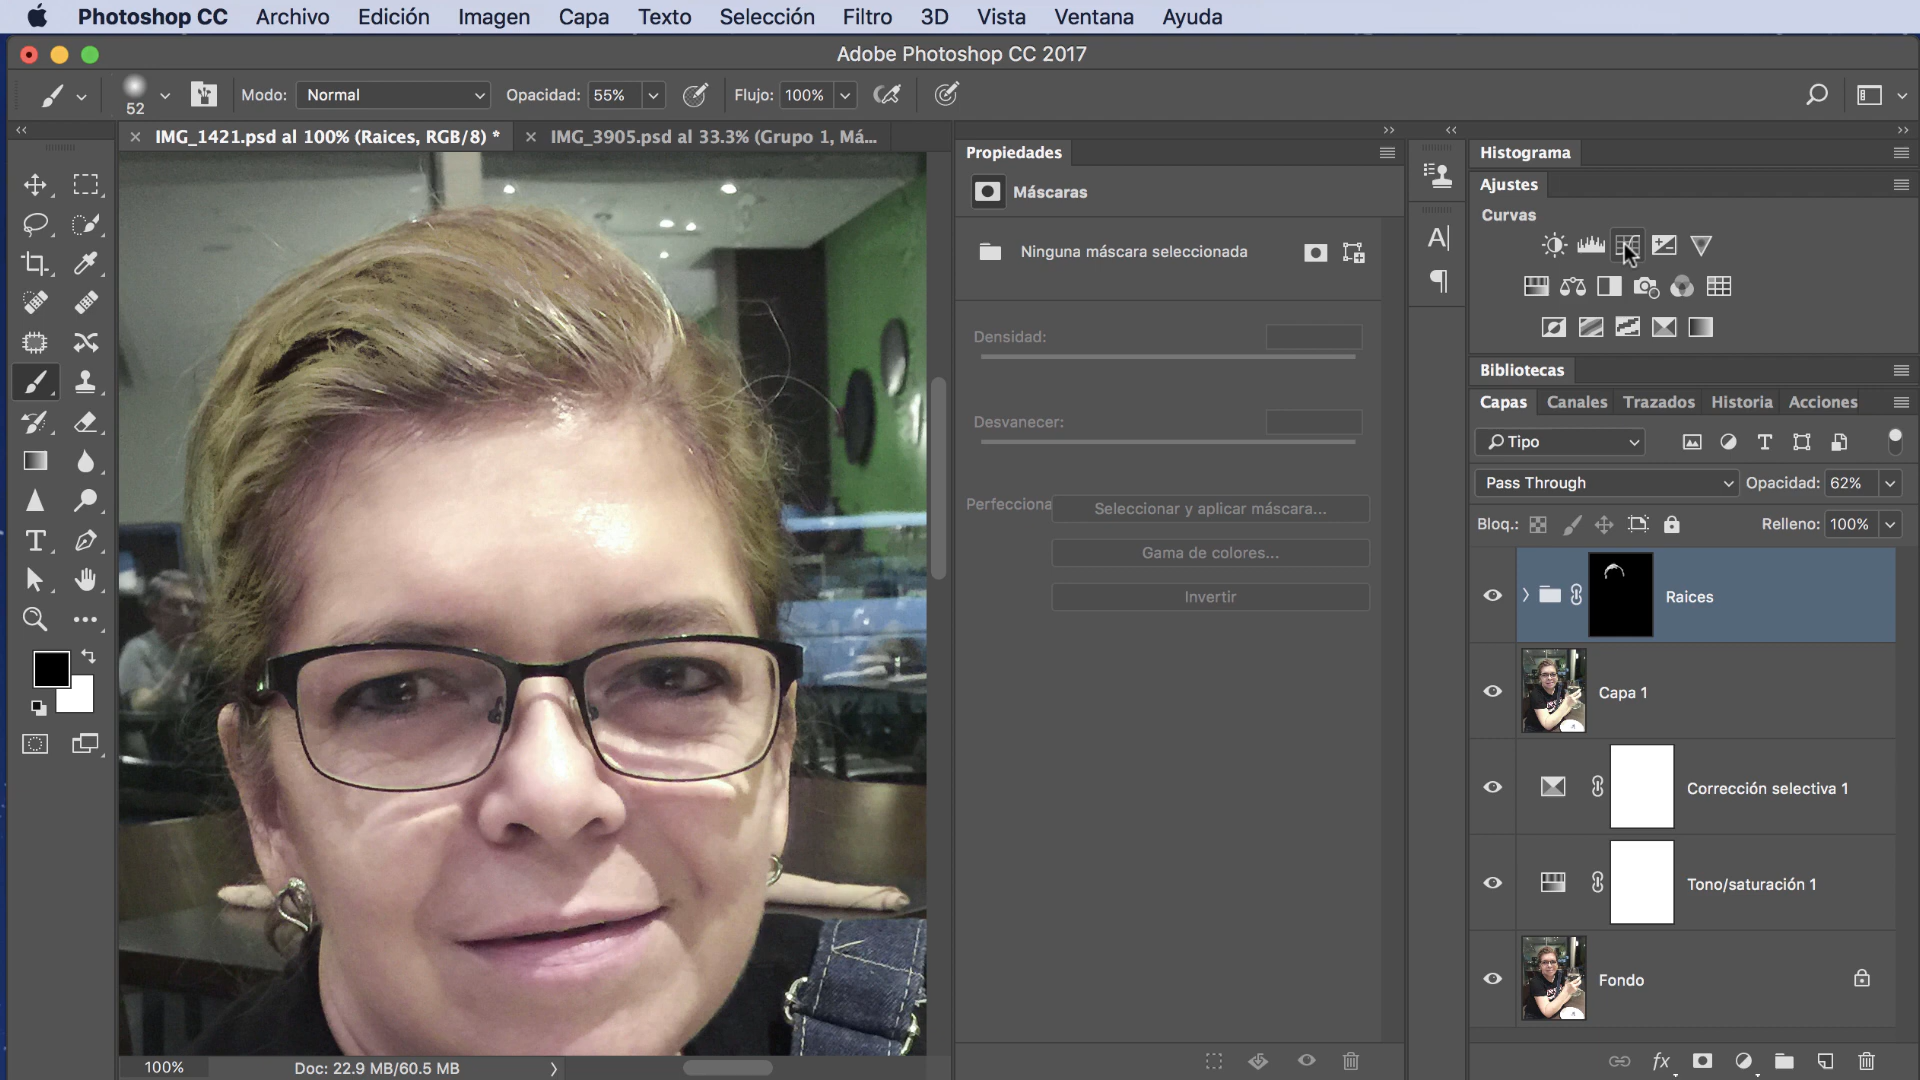 Photoshop CC Archivo Edición Imagen Capa Texto Selección Filtro 3D Vista Ventana Ayuda
Adobe Photoshop CC 2017
52 Modo: Normal Opacidad: 55% Flujo: 100%
IMG_1421.psd al 100% (Raices, RGB/8) * IMG_3905.psd al 33.3% (Grupo 1, Má...
Propiedades
Máscaras
Ninguna máscara seleccionada
Densidad:
Desvanecer:
Perfecciona
Seleccionar y aplicar máscara...
Gama de colores...
Invertir
Histograma
Ajustes
Curvas
Bibliotecas
Capas Canales Trazados Historia Acciones
Tipo
Pass Through Opacidad: 62%
Bloq.: Relleno: 100%
Raices
Capa 1
Corrección selectiva 1
Tono/saturación 1
Fondo
fx
100% Doc: 22.9 MB/60.5 MB